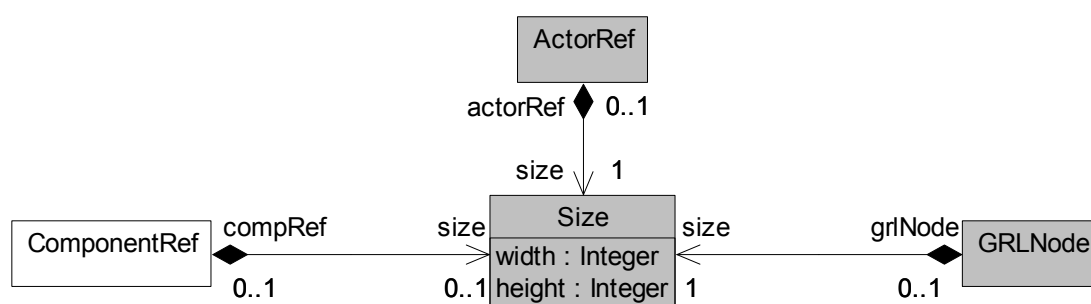 ActorRef
actorRef 0..1
size 1
Size
compRef size size grlNode
ComponentRef width : Integer GRLNode
0..1 0..1 height : Integer 1 0..1